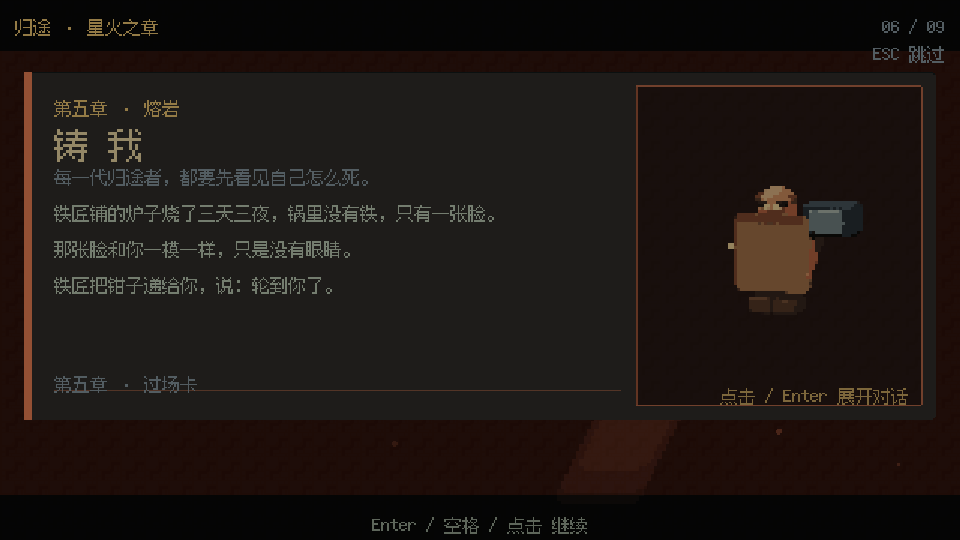 归途 · 星火之章
06 / 09
ESC 跳过
第五章 · 熔岩
铸 我
每一代归途者，都要先看见自己怎么死。
铁匠铺的炉子烧了三天三夜，锅里没有铁，只有一张脸。
那张脸和你一模一样，只是没有眼睛。
铁匠把钳子递给你，说：轮到你了。
第五章 · 过场卡
点击 / Enter 展开对话
Enter / 空格 / 点击 继续